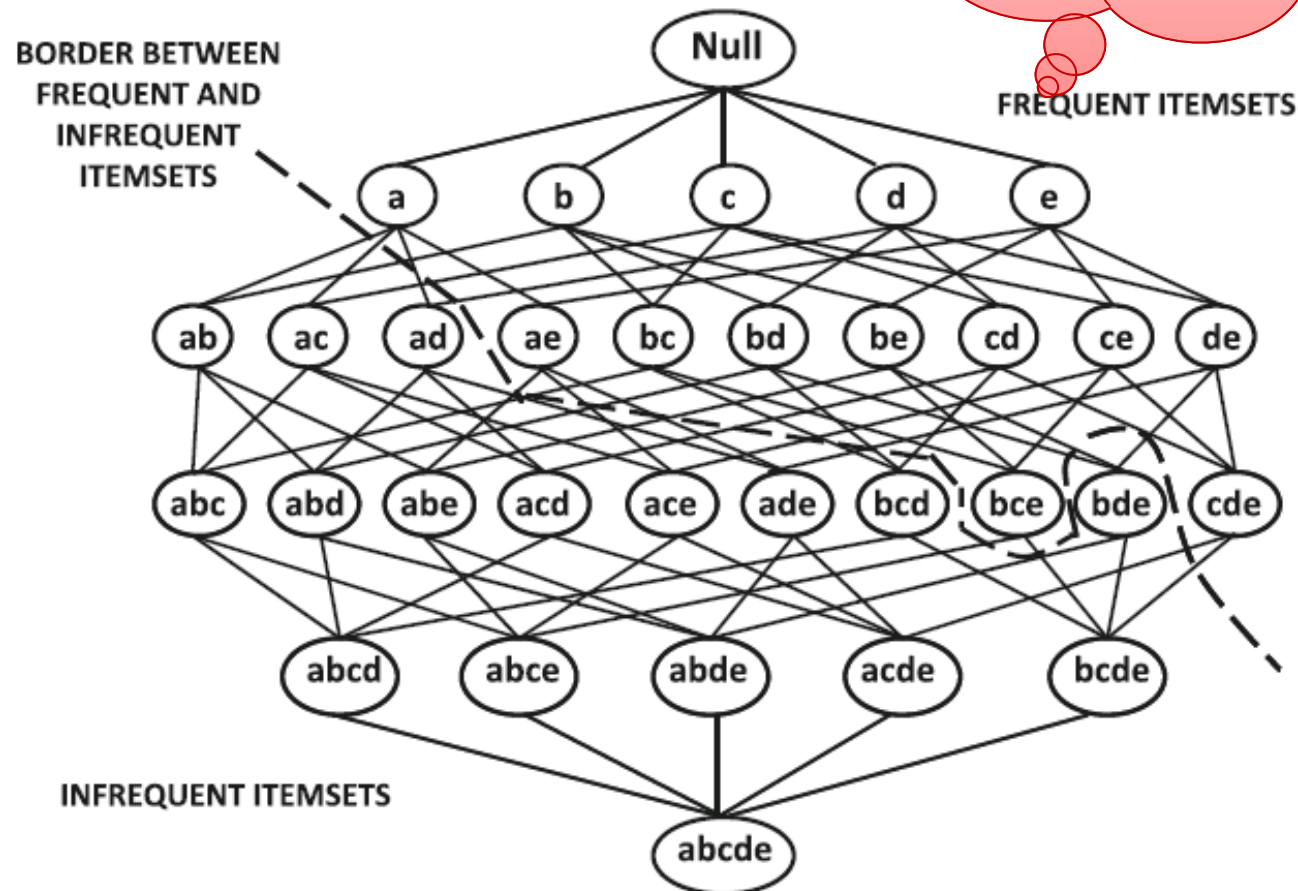 BORDER BETWEEN
FREQUENT AND
INFREQUENT
ITEMSETS
Null
FREQUENT ITEMSETS
a b c d e
ab ac ad ae bc bd be cd ce de
abc abd abe acd ace ade bcd bce bde cde
abcd abce abde acde bcde
INFREQUENT ITEMSETS
abcde